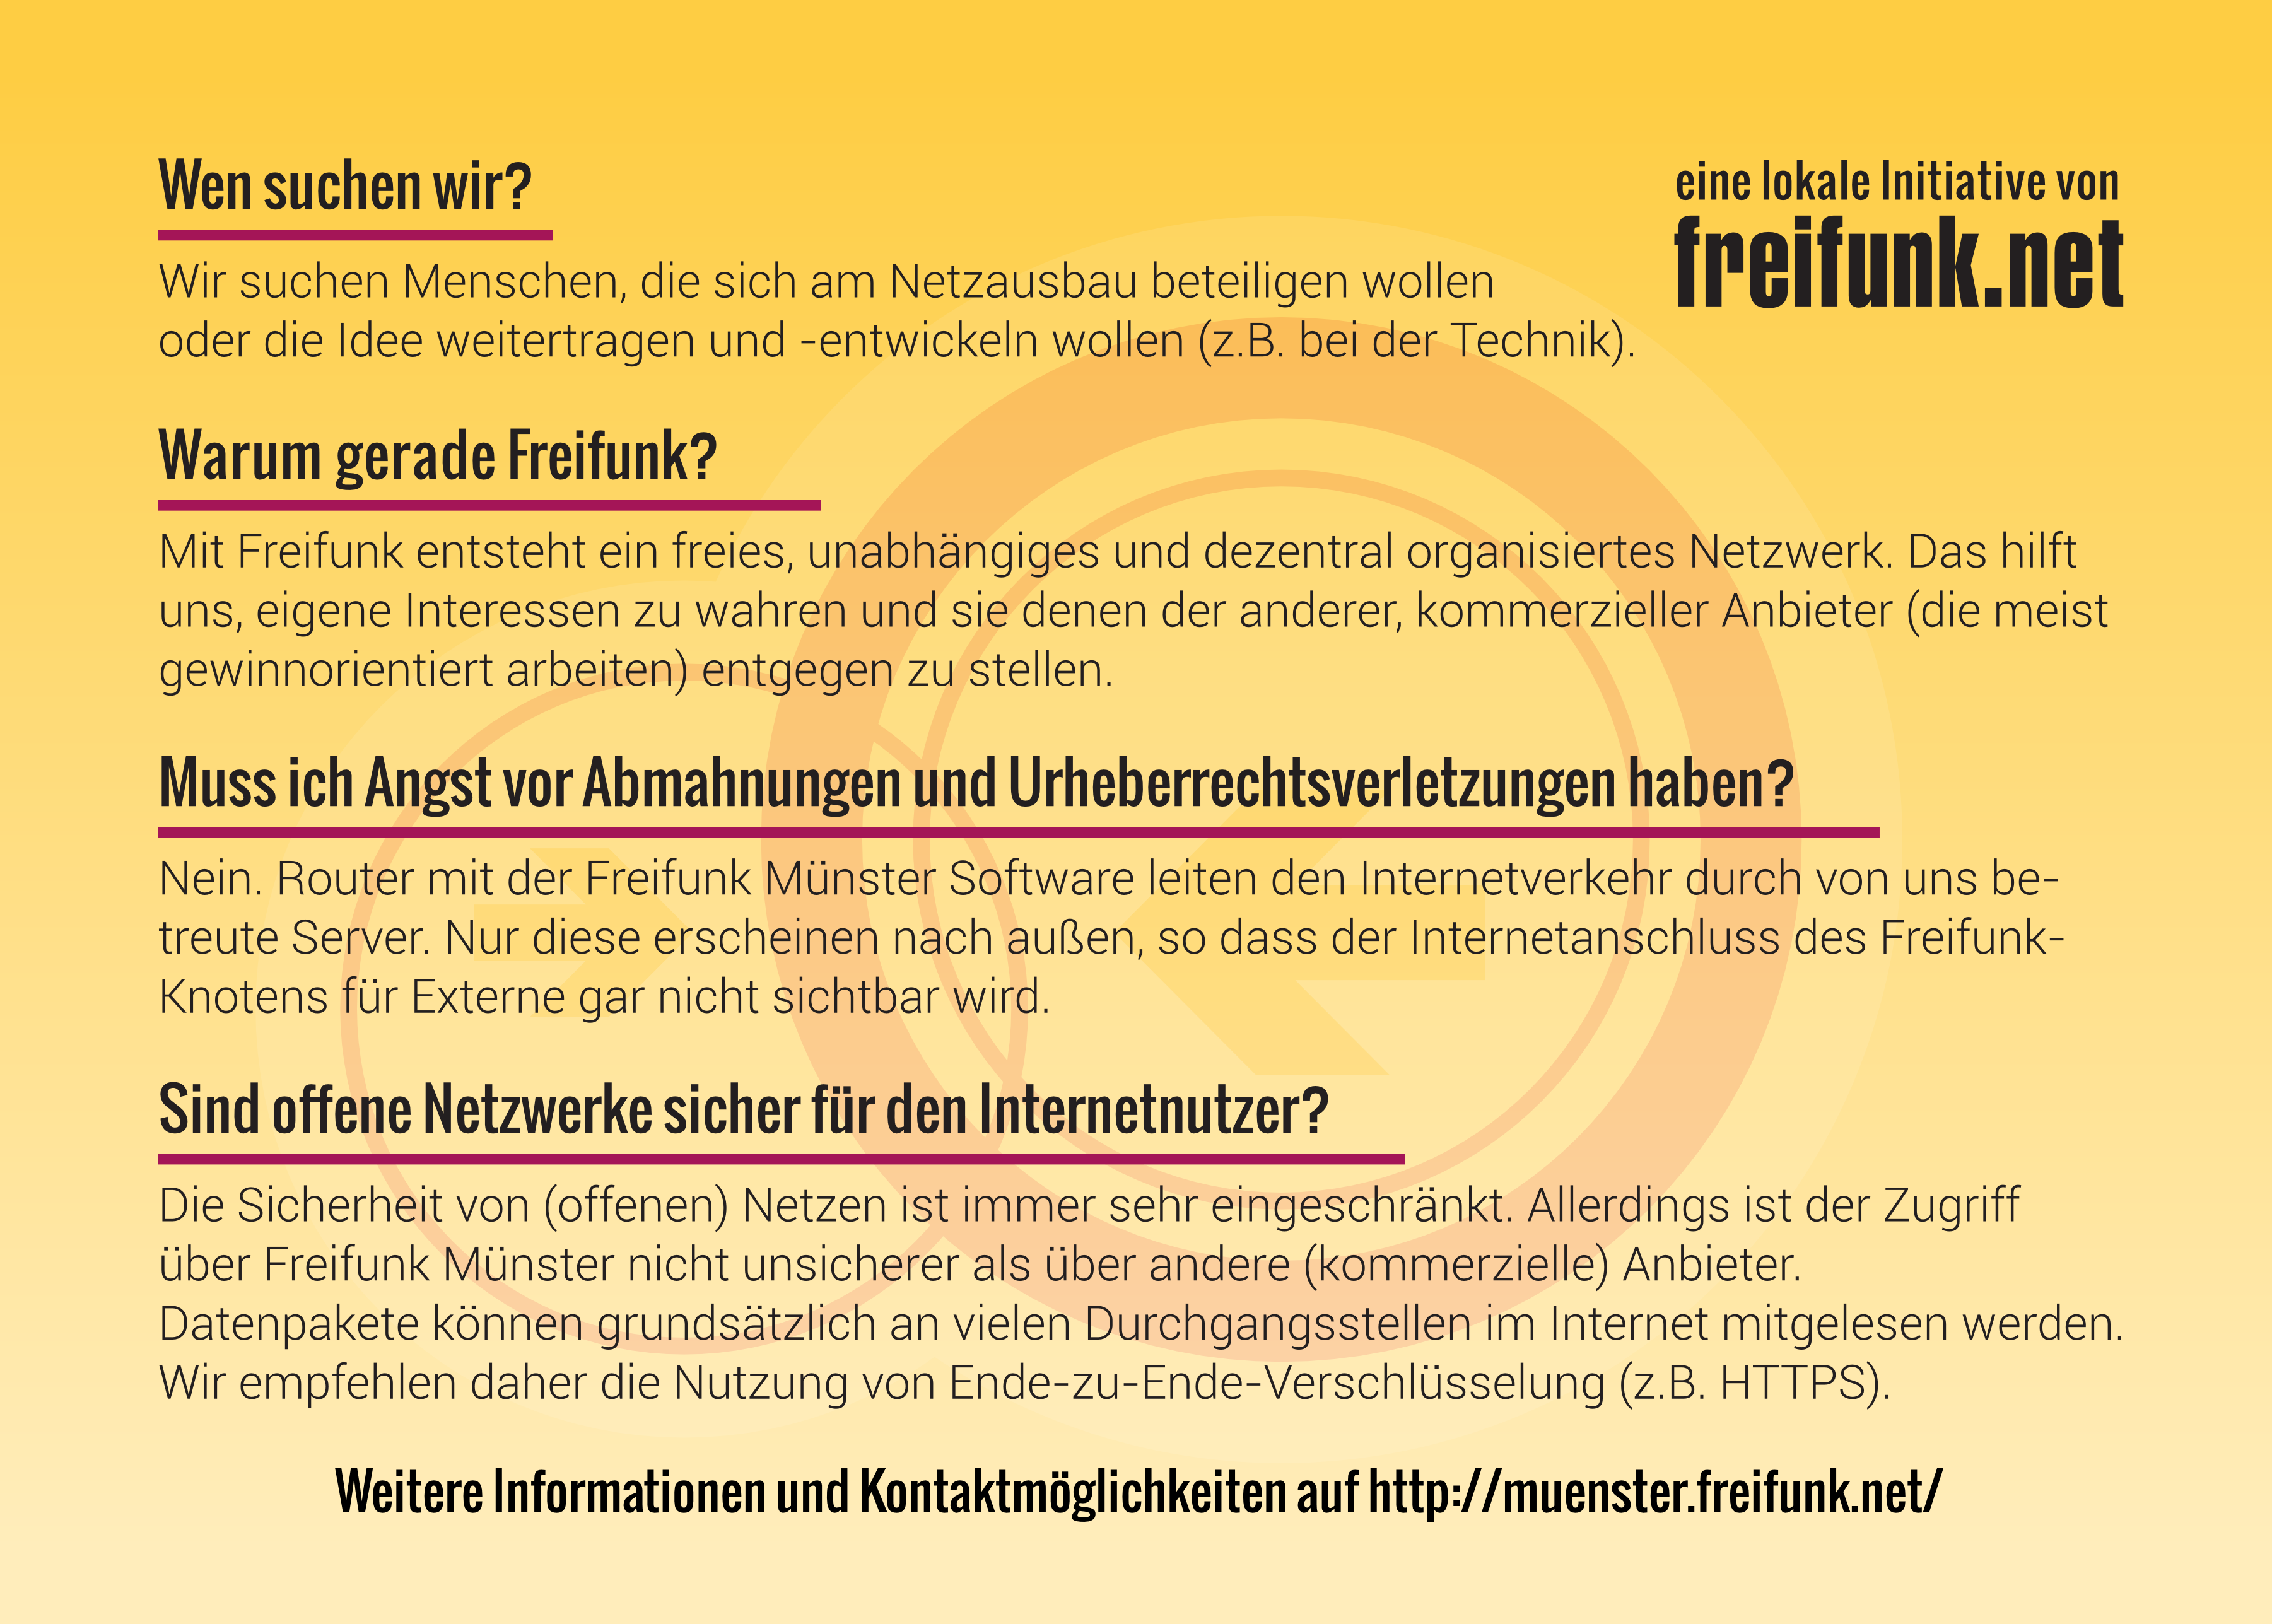 Wen suchen wir?
eine lokale Initiative von
freifunk.net
Wir suchen Menschen, die sich am Netzausbau beteiligen wollen
oder die Idee weitertragen und -entwickeln wollen (z.B. bei der Technik).
Warum gerade Freifunk?
Mit Freifunk entsteht ein freies, unabhängiges und dezentral organisiertes Netzwerk. Das hilft
uns, eigene Interessen zu wahren und sie denen der anderer, kommerzieller Anbieter (die meist
gewinnorientiert arbeiten) entgegen zu stellen.
Muss ich Angst vor Abmahnungen und Urheberrechtsverletzungen haben?
Nein. Router mit der Freifunk Münster Software leiten den Internetverkehr durch von uns be-
treute Server. Nur diese erscheinen nach außen, so dass der Internetanschluss des Freifunk-
Knotens für Externe gar nicht sichtbar wird.
Sind offene Netzwerke sicher für den Internetnutzer?
Die Sicherheit von (offenen) Netzen ist immer sehr eingeschränkt. Allerdings ist der Zugriff
über Freifunk Münster nicht unsicherer als über andere (kommerzielle) Anbieter.
Datenpakete können grundsätzlich an vielen Durchgangsstellen im Internet mitgelesen werden.
Wir empfehlen daher die Nutzung von Ende-zu-Ende-Verschlüsselung (z.B. HTTPS).
Weitere Informationen und Kontaktmöglichkeiten auf http://muenster.freifunk.net/